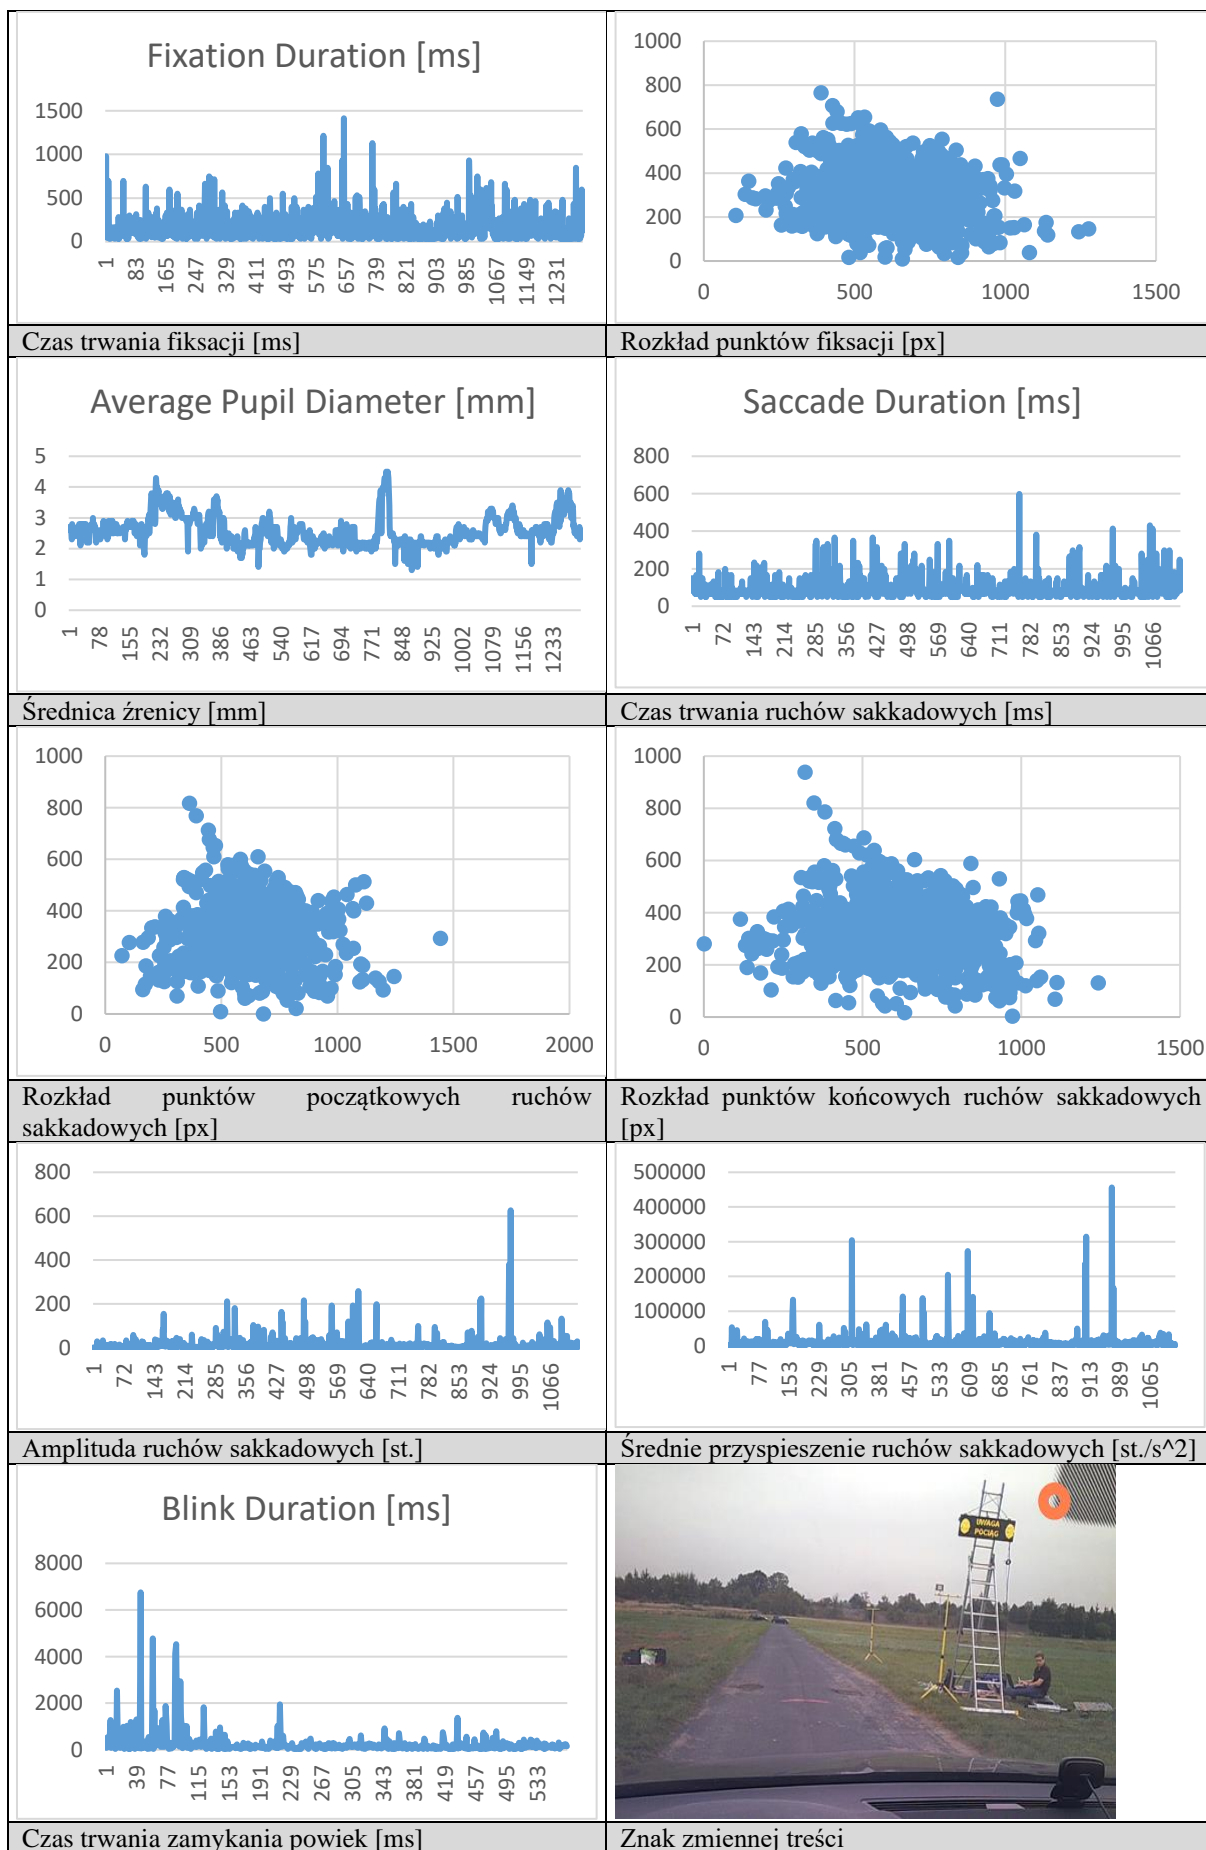 Fixation Duration [ms]
1500
1000
500
0
1 83 165 247 329 411 493 575 657 739 821 903 985 1067 1149 1231
1000
800
600
400
200
0
0 500 1000 1500
Czas trwania fiksacji [ms]
Rozkład punktów fiksacji [px]
Average Pupil Diameter [mm]
5
4
3
2
1
0
1 78 155 232 309 386 463 540 617 694 771 848 925 1002 1079 1156 1233
Saccade Duration [ms]
800
600
400
200
0
1 72 143 214 285 356 427 498 569 640 711 782 853 924 995 1066
Średnica źrenicy [mm]
Czas trwania ruchów sakkadowych [ms]
1000
800
600
400
200
0
0 500 1000 1500 2000
1000
800
600
400
200
0
0 500 1000 1500
Rozkład punktów początkowych ruchów
sakkadowych [px]
Rozkład punktów końcowych ruchów sakkadowych
[px]
800
600
400
200
0
1 72 143 214 285 356 427 498 569 640 711 782 853 924 995 1066
500000
400000
300000
200000
100000
0
1 77 153 229 305 381 457 533 609 685 761 837 913 989 1065
Amplituda ruchów sakkadowych [st.]
Średnie przyspieszenie ruchów sakkadowych [st./s^2]
Blink Duration [ms]
8000
6000
4000
2000
0
1 39 77 115 153 191 229 267 305 343 381 419 457 495 533
UWAGA
POCIĄG
Czas trwania zamykania powiek [ms]
Znak zmiennej treści